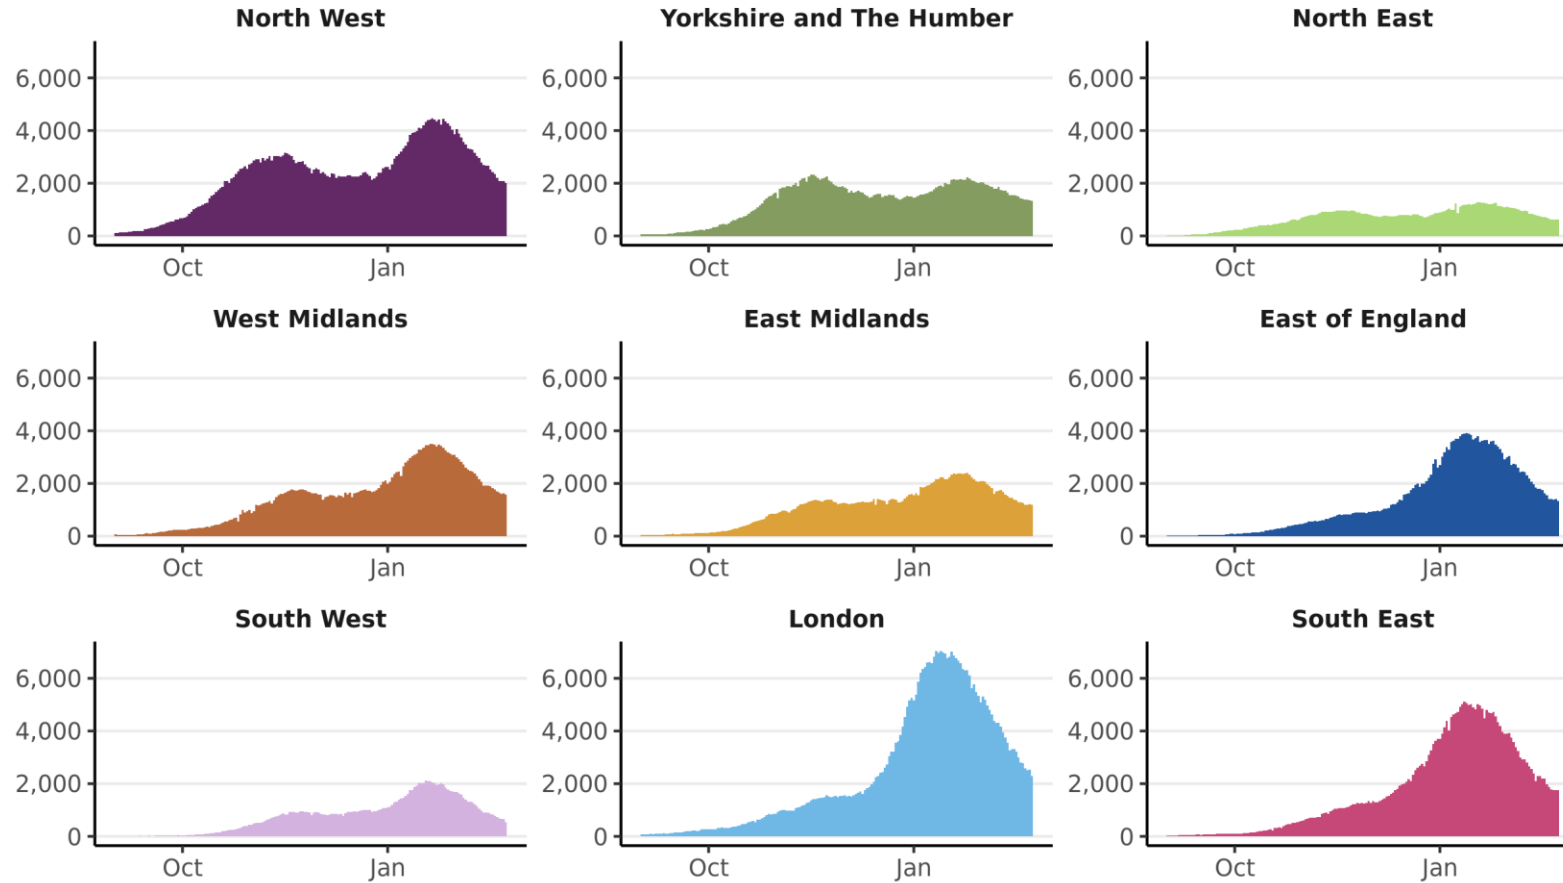 North West
Yorkshire and The Humber
North East
6,000
4,000
2,000
0
Oct
Jan
6,000
4,000
2,000
0
Oct
Jan
6,000
4,000
2,000
0
Oct
Jan
West Midlands
East Midlands
East of England
6,000
4,000
2,000
0
Oct
Jan
6,000
4,000
2,000
0
Oct
Jan
6,000
4,000
2,000
0
Oct
Jan
South West
London
South East
6,000
4,000
2,000
0
Oct
Jan
6,000
4,000
2,000
0
Oct
Jan
6,000
4,000
2,000
0
Oct
Jan